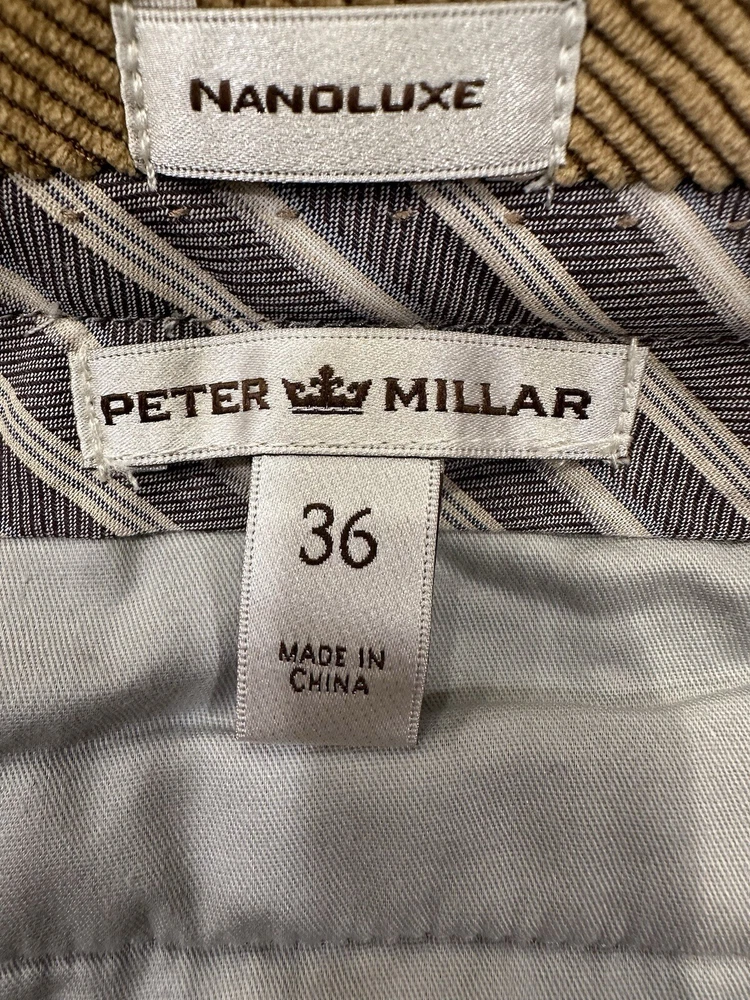 NANOLUXE
PETER MILLAR
36
MADE IN
CHINA